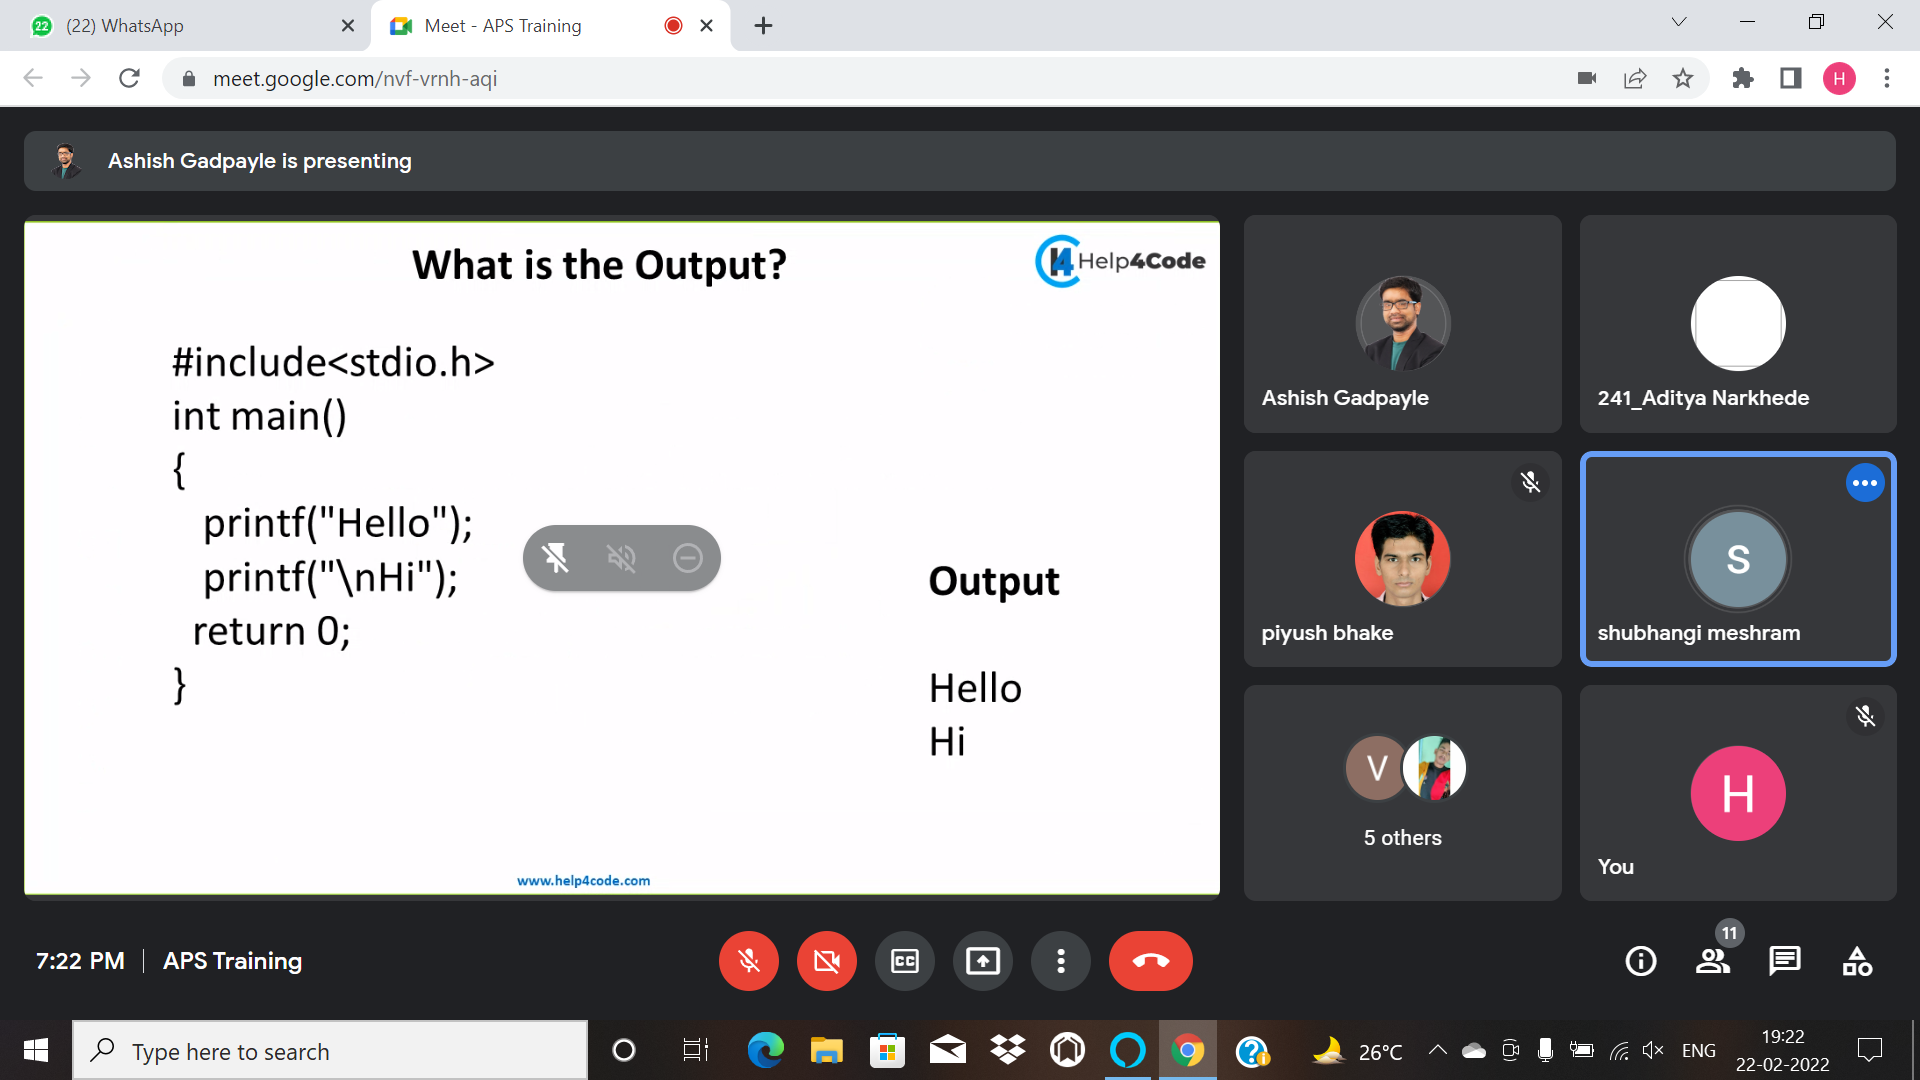 22
(22) WhatsApp
Meet - APS Training
meet.google.com/nvf-vrnh-aqi
H
Ashish Gadpayle is presenting
What is the Output?
H4 Help4Code
#include<stdio.h>
int main()
{
printf("Hello");
printf("\nHi");
return 0;
}
Output
Hello
Hi
www.help4code.com
Ashish Gadpayle
241_Aditya Narkhede
piyush bhake
S
shubhangi meshram
V
5 others
H
You
7:22 PM
APS Training
CC
11
Type here to search
26°C
ENG
19:22
22-02-2022